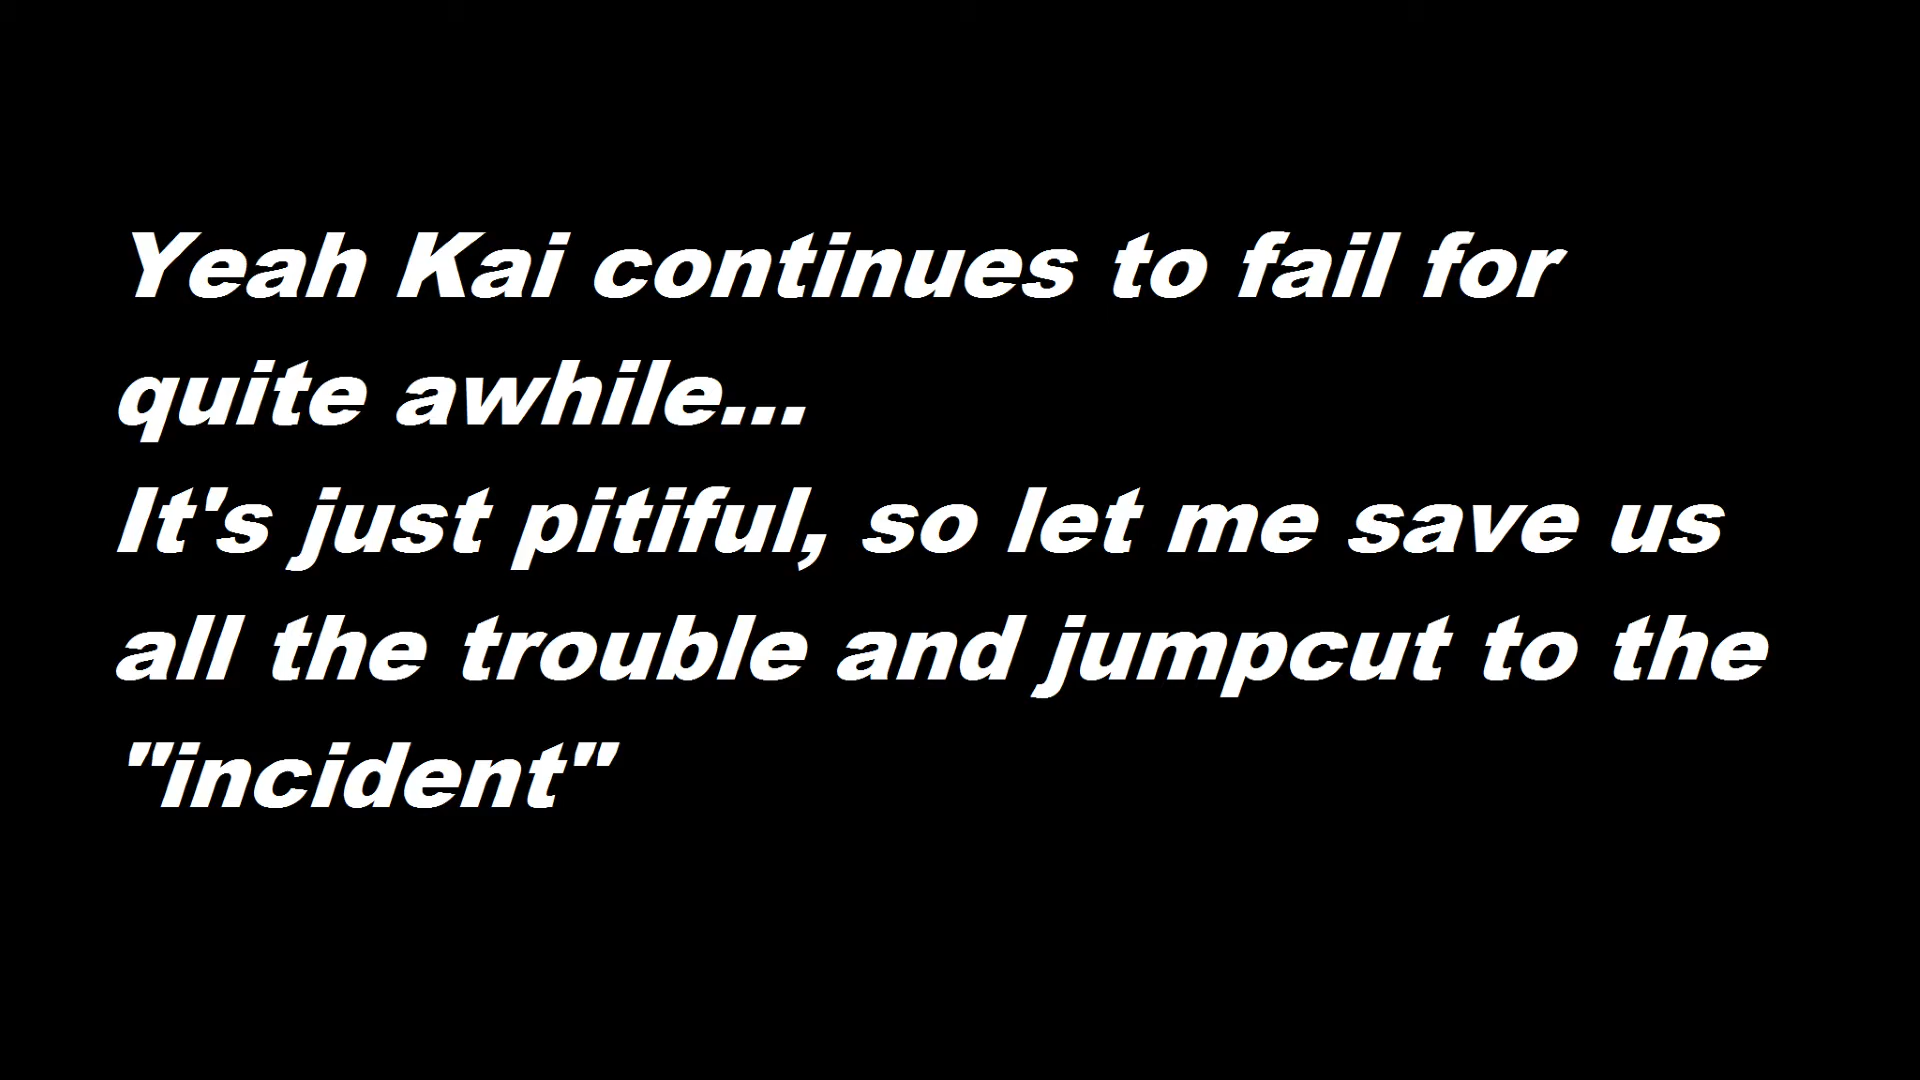 Yeah Kai continues to fail for
quite awhile...
It's just pitiful, so let me save us
all the trouble and jumpcut to the
"incident"